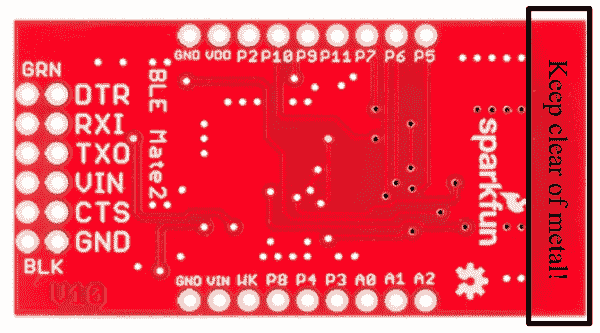 GND VDD P2 P10 P9 P11 P7 P6 P5
GRN
DTR
RXI
TXO
VIN
CTS
GND
BLK
V10
BLE Mate2:
GND VIN WK P8 P4 P3 A0 A1 A2
sparkfun
Keep clear of metal!